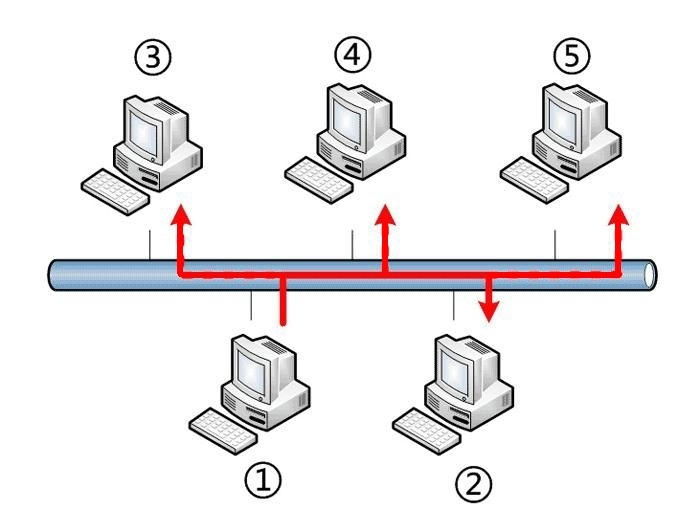 ③ ④ ⑤
① ②